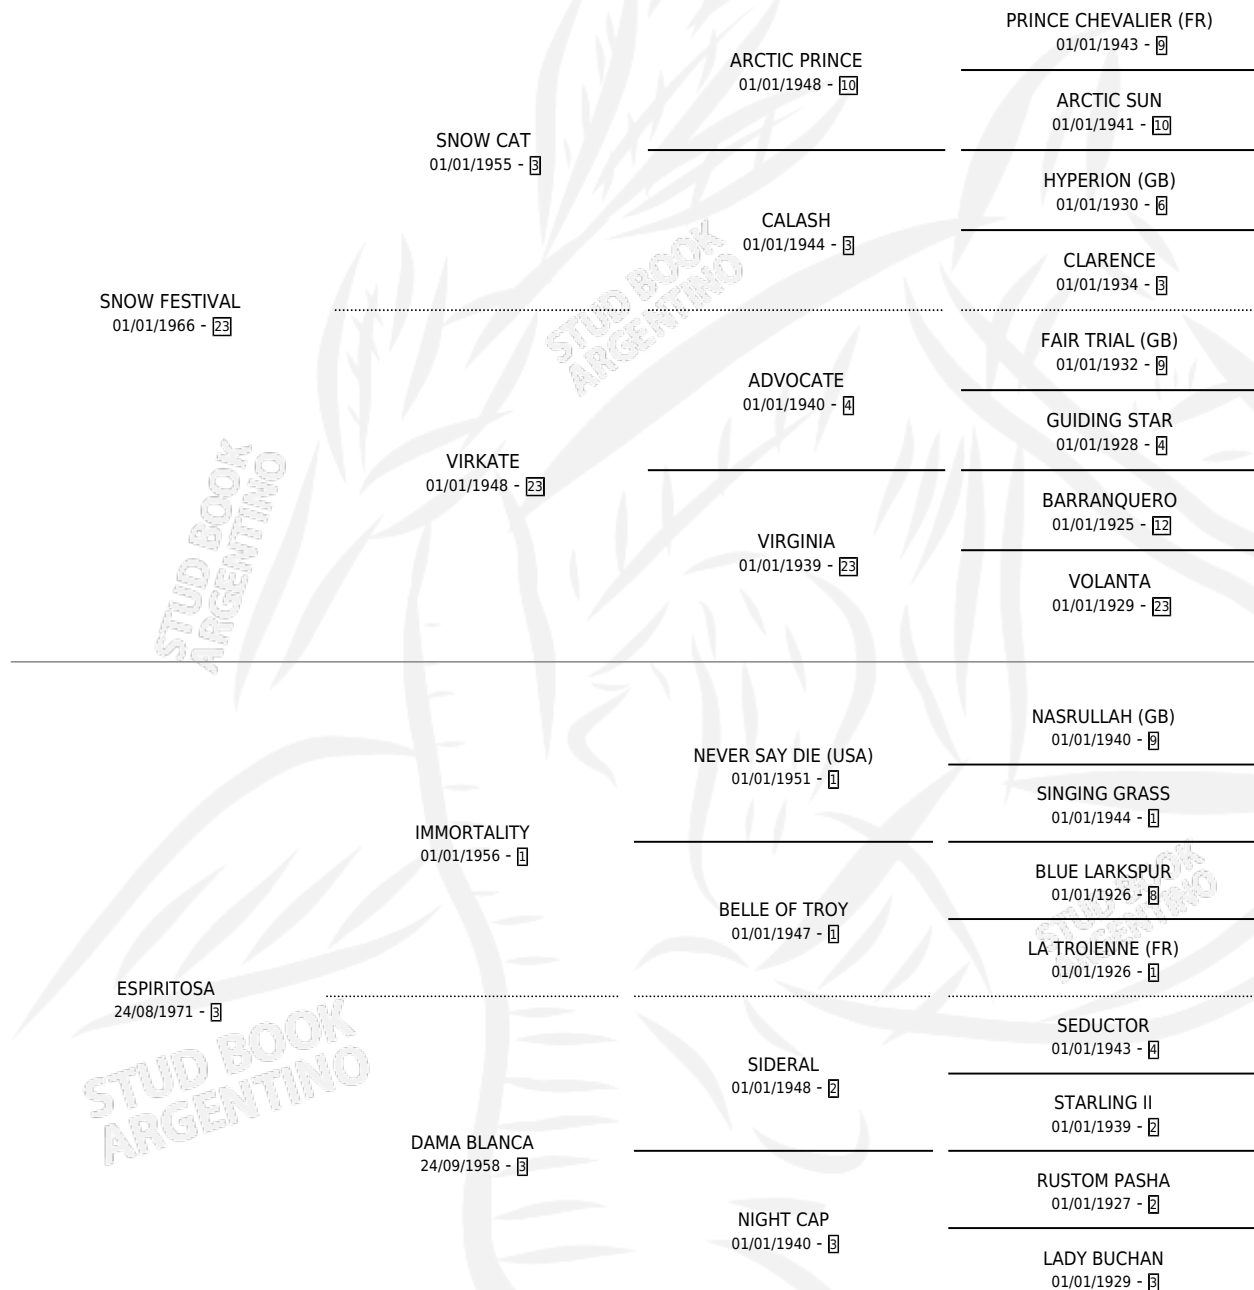 PRINCE CHEVALIER (FR)
01/01/1943 - 9
ARCTIC PRINCE
01/01/1948 - 10
ARCTIC SUN
01/01/1941 - 10
SNOW CAT
01/01/1955 - 3
HYPERION (GB)
01/01/1930 - 6
CALASH
01/01/1944 - 3
CLARENCE
01/01/1934 - 3
STUD BOOK
ARGENTINO
SNOW FESTIVAL
01/01/1966 - 23
FAIR TRIAL (GB)
01/01/1932 - 9
ADVOCATE
01/01/1940 - 4
GUIDING STAR
01/01/1928 - 4
VIRKATE
01/01/1948 - 23
BARRANQUERO
01/01/1925 - 12
VIRGINIA
01/01/1939 - 23
VOLANTA
01/01/1929 - 23
STUD BOOK
ARGENTINO
NASRULLAH (GB)
01/01/1940 - 9
NEVER SAY DIE (USA)
01/01/1951 - 1
SINGING GRASS
01/01/1944 - 1
IMMORTALITY
01/01/1956 - 1
BLUE LARKSPUR
01/01/1926 - 8
BELLE OF TROY
01/01/1947 - 1
LA TROIENNE (FR)
01/01/1926 - 1
STUD BOOK
ARGENTINO
ESPIRITOSA
24/08/1971 - 3
SEDUCTOR
01/01/1943 - 4
SIDERAL
01/01/1948 - 2
STARLING II
01/01/1939 - 2
DAMA BLANCA
24/09/1958 - 3
RUSTOM PASHA
01/01/1927 - 2
NIGHT CAP
01/01/1940 - 3
LADY BUCHAN
01/01/1929 - 3
STUD BOOK
ARGENTINO